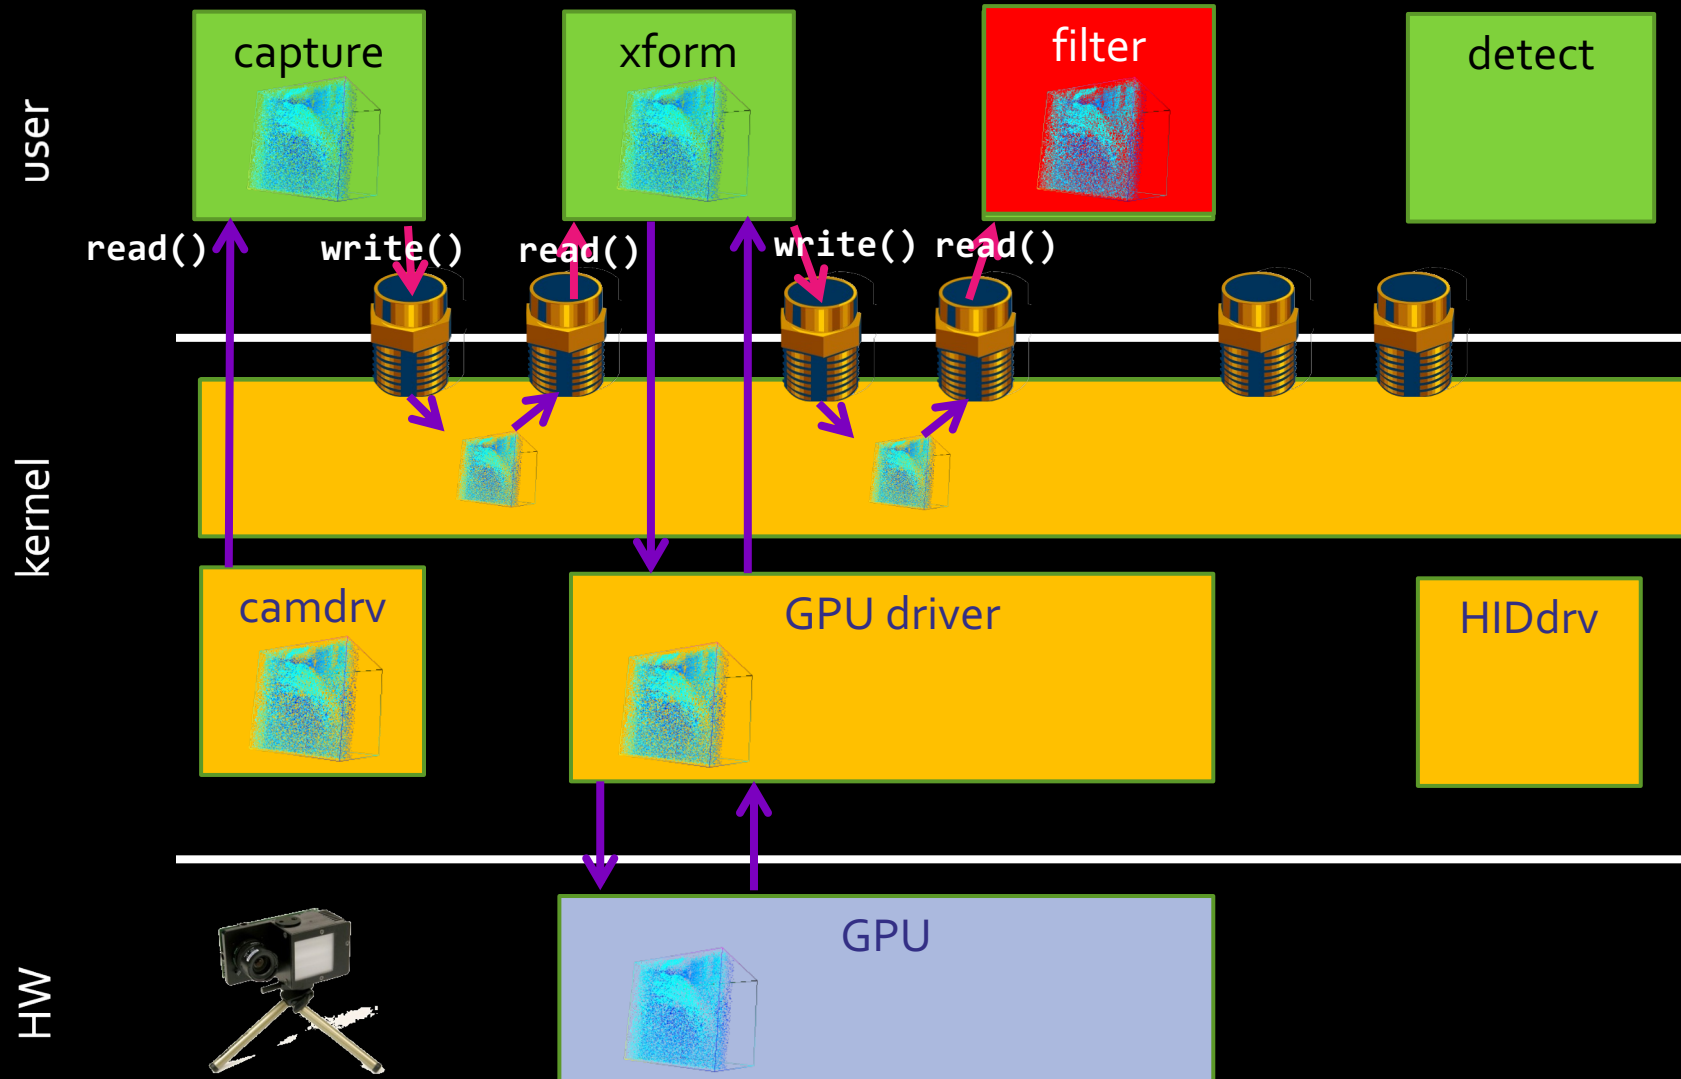 user
capture
xform
filter
detect
read()
write()
read()
write()
read()
kernel
camdrv
GPU driver
HIDdrv
HW
GPU